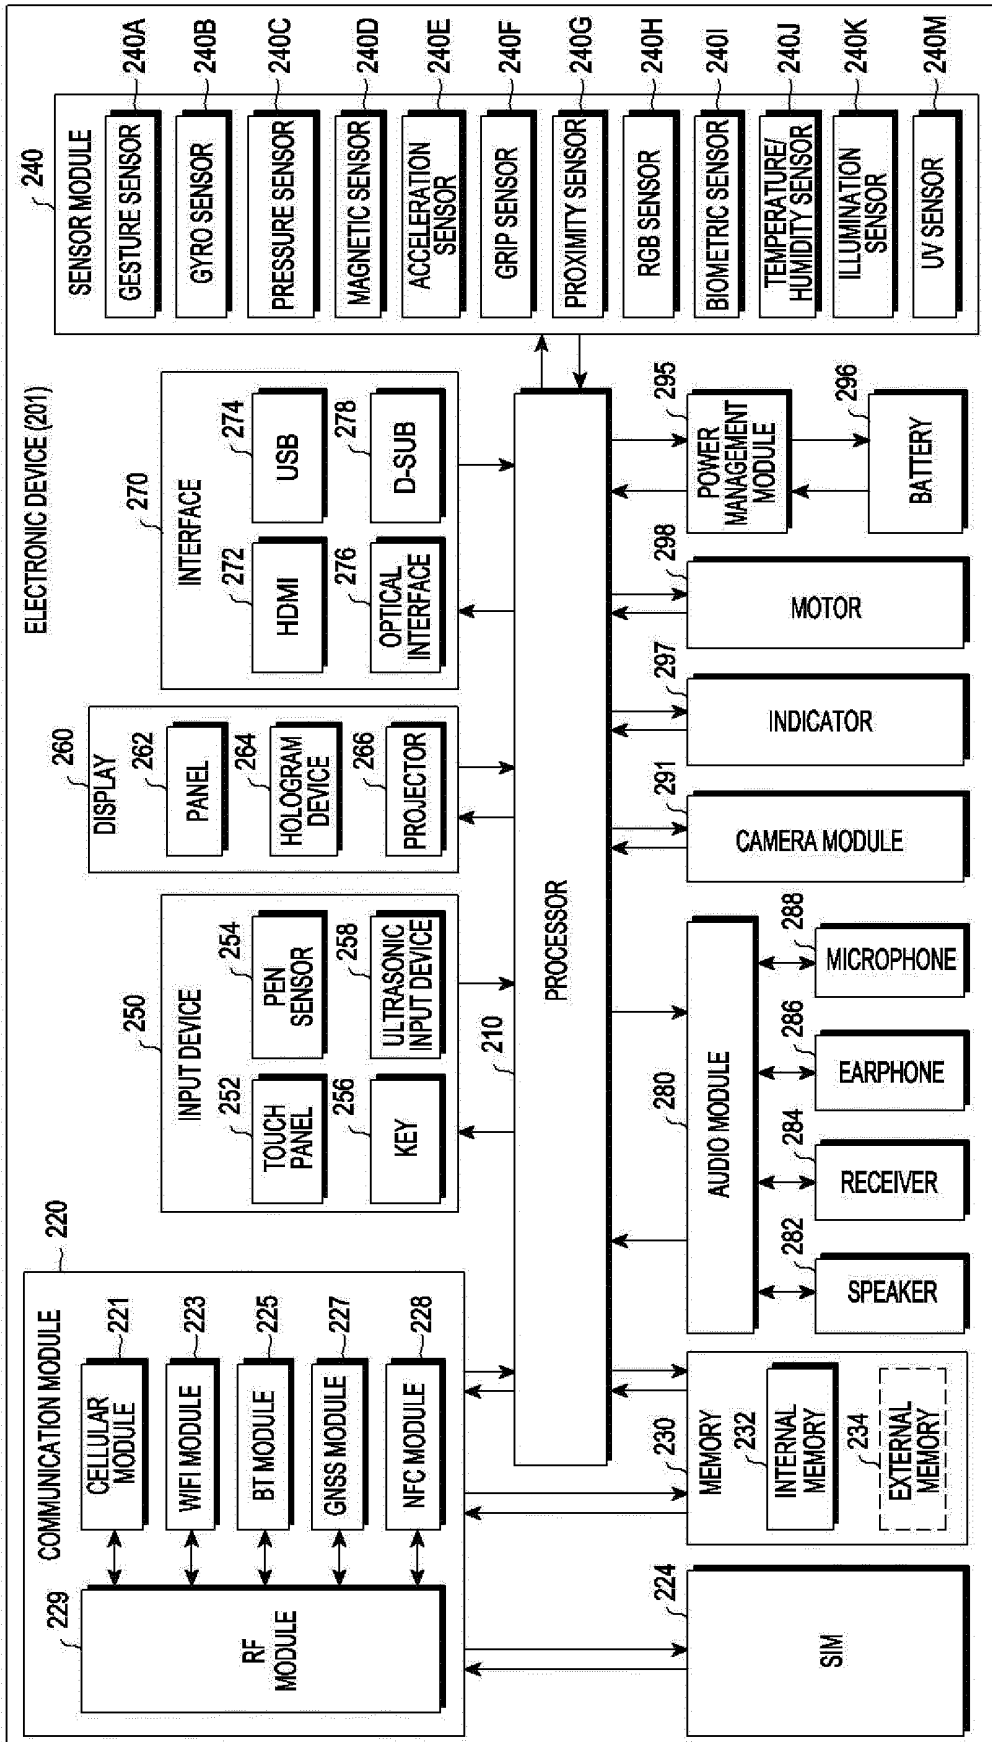 ELECTRONIC DEVICE (201)
COMMUNICATION MODULE
220
229
RF
MODULE
CELLULAR
MODULE
221
WIFI MODULE
223
BT MODULE
225
GNSS MODULE
227
NFC MODULE
228
250
INPUT DEVICE
252
TOUCH
PANEL
254
PEN
SENSOR
256
KEY
258
ULTRASONIC
INPUT DEVICE
260
DISPLAY
262
PANEL
264
HOLOGRAM
DEVICE
266
PROJECTOR
270
INTERFACE
272
HDMI
274
USB
276
OPTICAL
INTERFACE
278
D-SUB
240
SENSOR MODULE
GESTURE SENSOR
240A
GYRO SENSOR
240B
PRESSURE SENSOR
240C
MAGNETIC SENSOR
240D
ACCELERATION
SENSOR
240E
GRIP SENSOR
240F
PROXIMITY SENSOR
240G
RGB SENSOR
240H
BIOMETRIC SENSOR
240I
TEMPERATURE/
HUMIDITY SENSOR
240J
ILLUMINATION
SENSOR
240K
UV SENSOR
240M
210
PROCESSOR
224
SIM
230
MEMORY
232
INTERNAL
MEMORY
234
EXTERNAL
MEMORY
280
AUDIO MODULE
282
SPEAKER
284
RECEIVER
286
EARPHONE
288
MICROPHONE
291
CAMERA MODULE
297
INDICATOR
298
MOTOR
295
POWER
MANAGEMENT
MODULE
296
BATTERY